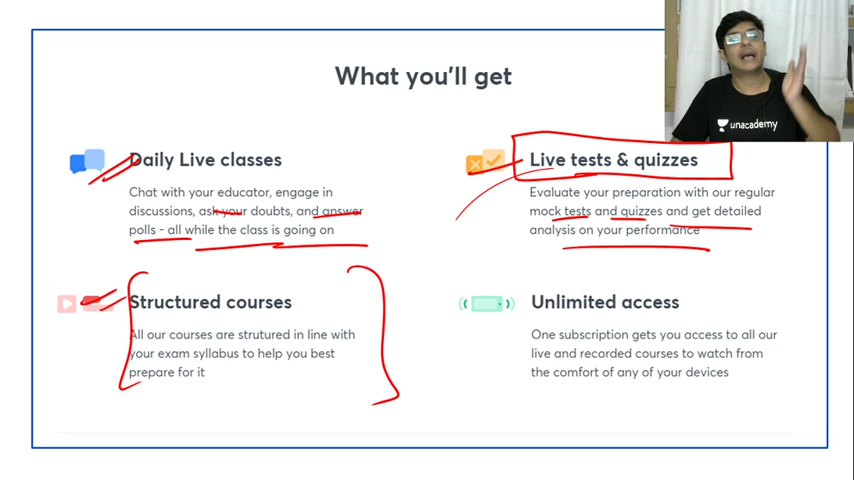 What you'll get
unacademy
Daily Live classes
Chat with your educator, engage in
discussions, ask your doubts, and answer
polls - all while the class is going on
Live tests & quizzes
Evaluate your preparation with our regular
mock tests and quizzes and get detailed
analysis on your performance
Structured courses
All our courses are strutured in line with
your exam syllabus to help you best
prepare for it
Unlimited access
One subscription gets you access to all our
live and recorded courses to watch from
the comfort of any of your devices